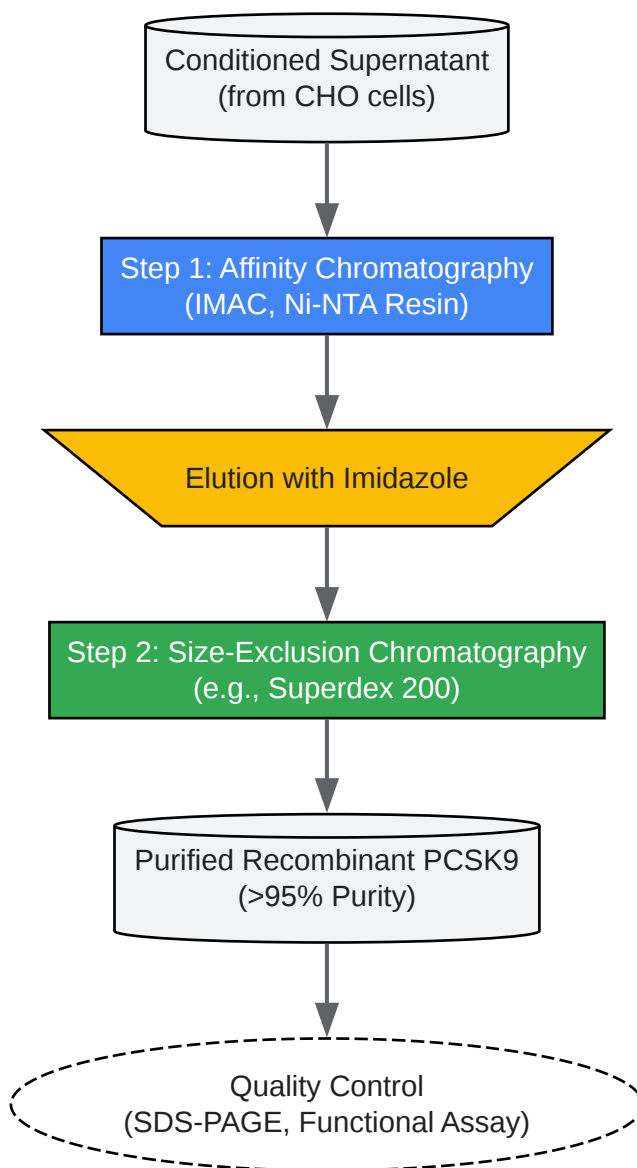 Conditioned Supernatant
(from CHO cells)
Step 1: Affinity Chromatography
(IMAC, Ni-NTA Resin)
Elution with Imidazole
Step 2: Size-Exclusion Chromatography
(e.g., Superdex 200)
Purified Recombinant PCSK9
(>95% Purity)
Quality Control
(SDS-PAGE, Functional Assay)